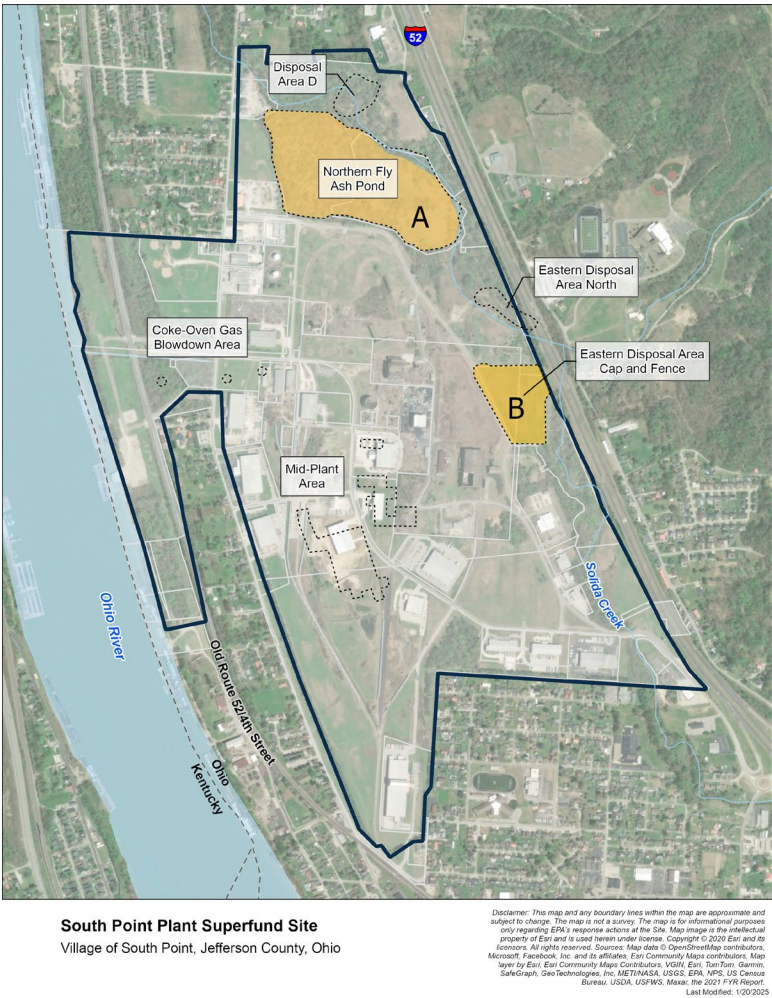 52
Disposal
Area D
Northern Fly
Ash Pond
A
Eastern Disposal
Area North
Coke-Oven Gas
Blowdown Area
Eastern Disposal Area
Cap and Fence
B
Mid-Plant
Area
Solida Creek
Ohio River
Old Route 52/4th Street
Ohio
Kentucky
South Point Plant Superfund Site
Village of South Point, Jefferson County, Ohio
Disclaimer: This map and any boundary lines within the map are approximate and
subject to change. The map is not a survey. The map is for informational purposes
only regarding EPA's response actions at the Site. Map image is the intellectual
property of Esri and is used herein under license. Copyright © 2020 Esri and its
licensors. All rights reserved. Sources: Map data © OpenStreetMap contributors,
Microsoft, Facebook, Inc. and its affiliates, Esri Community Maps contributors, Map
layer by Esri, Esri Community Maps Contributors, VGIN, Esri, TomTom, Garmin,
SafeGraph, GeoTechnologies, Inc, METI/NASA, USGS, EPA, NPS, US Census
Bureau, USDA, USFWS, Maxar, the 2021 FYR Report.
Last Modified: 1/20/2025